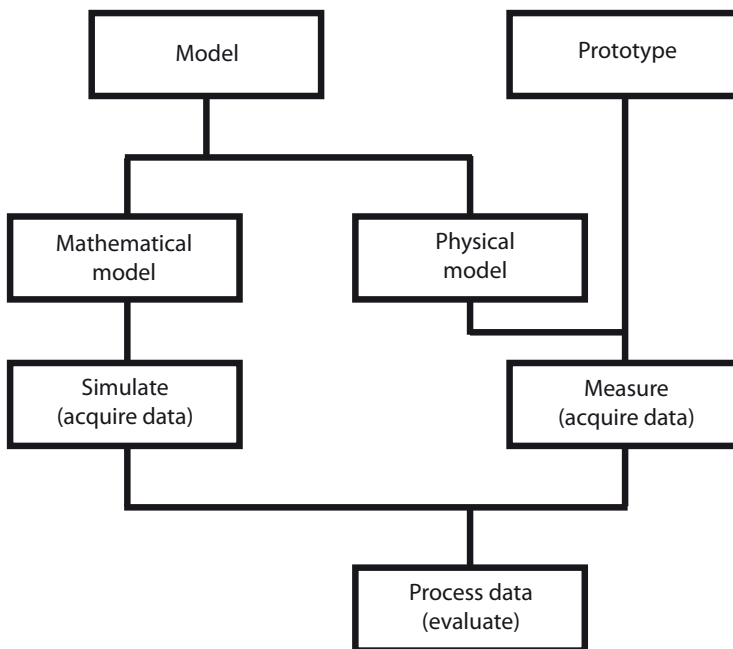 Model
Prototype
Mathematical
model
Physical
model
Simulate
(acquire data)
Measure
(acquire data)
Process data
(evaluate)